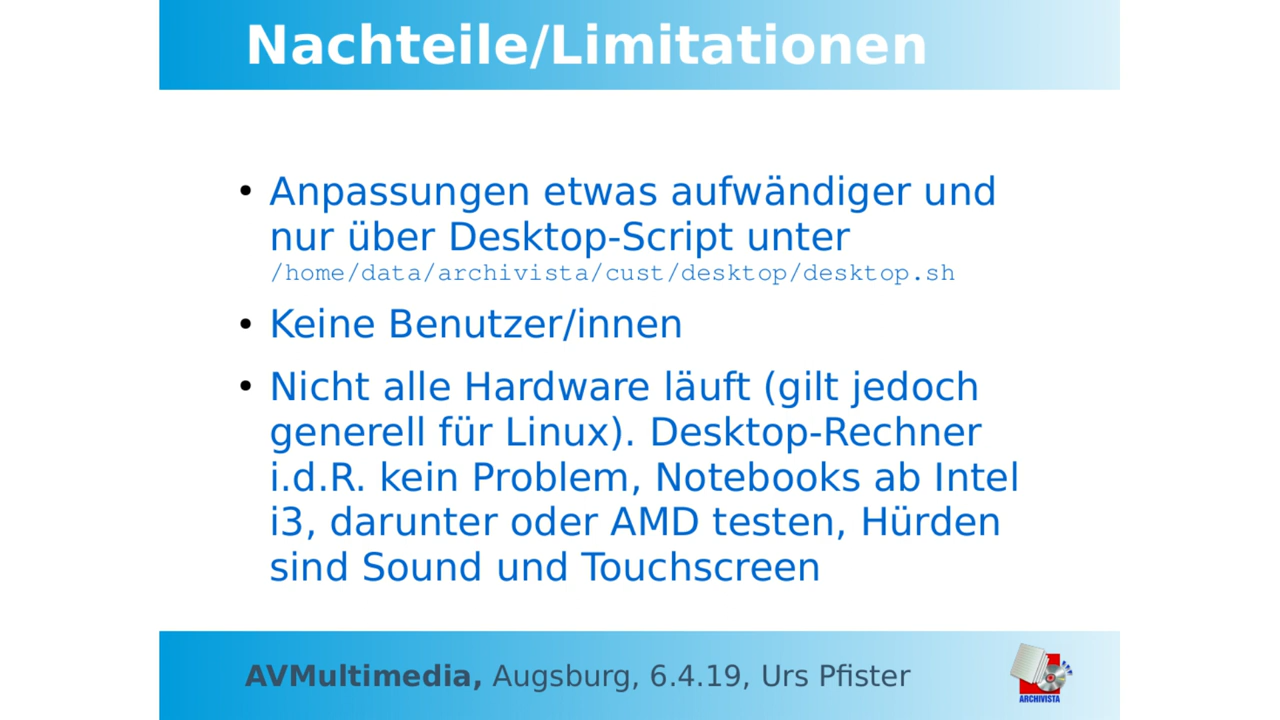 Nachteile/Limitationen
• Anpassungen etwas aufwändiger und
nur über Desktop-Script unter
/home/data/archivista/cust/desktop/desktop.sh
• Keine Benutzer/innen
• Nicht alle Hardware läuft (gilt jedoch
generell für Linux). Desktop-Rechner
i.d.R. kein Problem, Notebooks ab Intel
i3, darunter oder AMD testen, Hürden
sind Sound und Touchscreen
AVMultimedia, Augsburg, 6.4.19, Urs Pfister
ARCHIVISTA